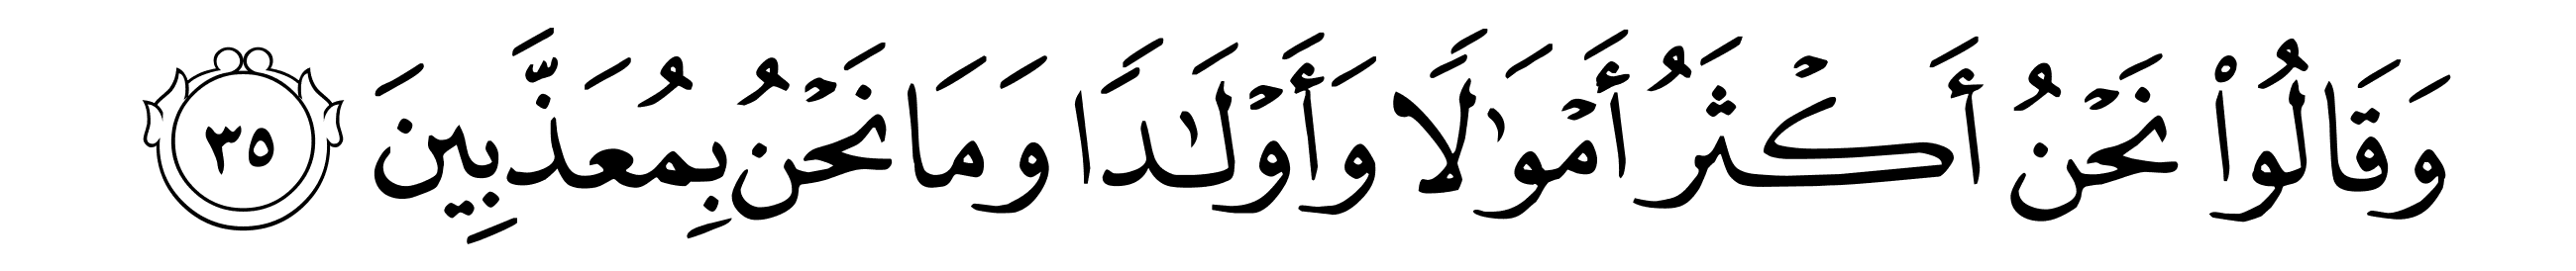 وَقَالُوا۟ نَحْنُ أَكْثَرُ أَمْوَٰلًا وَأَوْلَـٰدًا وَمَا نَحْنُ بِمُعَذَّبِينَ ٣٥